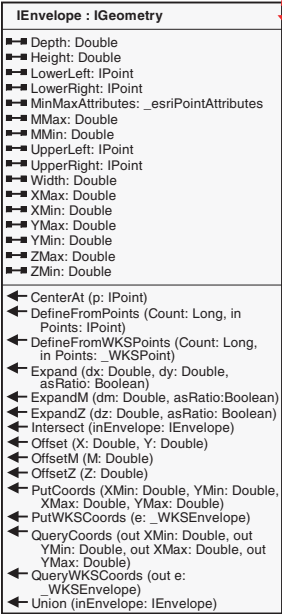 IEnvelope : IGeometry
Depth: Double
Height: Double
LowerLeft: IPoint
LowerRight: IPoint
MinMaxAttributes: _esriPointAttributes
MMax: Double
MMin: Double
UpperLeft: IPoint
UpperRight: IPoint
Width: Double
XMax: Double
XMin: Double
YMax: Double
YMin: Double
ZMax: Double
ZMin: Double
CenterAt (p: IPoint)
DefineFromPoints (Count: Long, in
Points: IPoint)
DefineFromWKSPoints (Count: Long,
in Points: _WKSPoint)
Expand (dx: Double, dy: Double,
asRatio: Boolean)
ExpandM (dm: Double, asRatio:Boolean)
ExpandZ (dz: Double, asRatio: Boolean)
Intersect (inEnvelope: IEnvelope)
Offset (X: Double, Y: Double)
OffsetM (M: Double)
OffsetZ (Z: Double)
PutCoords (XMin: Double, YMin: Double,
XMax: Double, YMax: Double)
PutWKSCoords (e: _WKSEnvelope)
QueryCoords (out XMin: Double, out
YMin: Double, out XMax: Double, out
YMax: Double)
QueryWKSCoords (out e:
_WKSEnvelope)
Union (inEnvelope: IEnvelope)